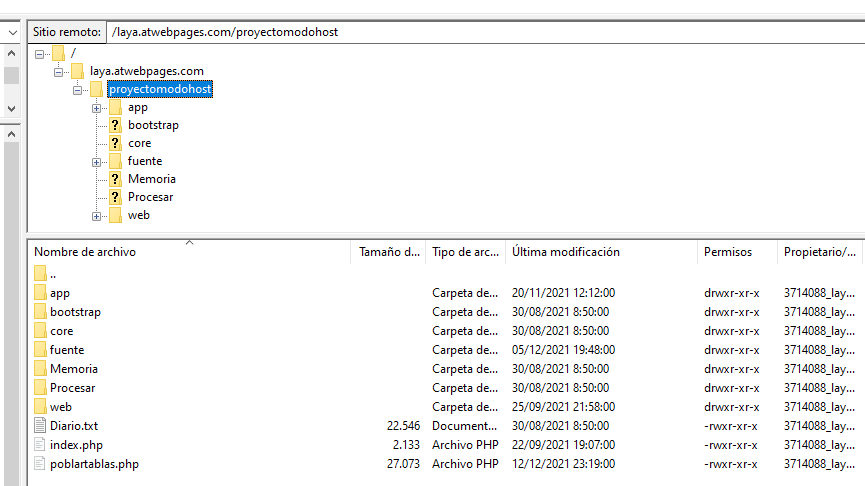 Sitio remoto: /laya.atwebpages.com/proyectomodohost
/
laya.atwebpages.com
proyectomodohost
app
? bootstrap
? core
fuente
? Memoria
? Procesar
web
Nombre de archivo Tamaño d... Tipo de arc... Última modificación Permisos Propietario/...
..
app Carpeta de... 20/11/2021 12:12:00 drwxr-xr-x 3714088_lay...
bootstrap Carpeta de... 30/08/2021 8:50:00 drwxr-xr-x 3714088_lay...
core Carpeta de... 30/08/2021 8:50:00 drwxr-xr-x 3714088_lay...
fuente Carpeta de... 05/12/2021 19:48:00 drwxr-xr-x 3714088_lay...
Memoria Carpeta de... 30/08/2021 8:50:00 drwxr-xr-x 3714088_lay...
Procesar Carpeta de... 30/08/2021 8:50:00 drwxr-xr-x 3714088_lay...
web Carpeta de... 25/09/2021 21:58:00 drwxr-xr-x 3714088_lay...
Diario.txt 22.546 Document... 30/08/2021 8:50:00 -rwxr-xr-x 3714088_lay...
index.php 2.133 Archivo PHP 22/09/2021 19:07:00 -rwxr-xr-x 3714088_lay...
poblartablas.php 27.073 Archivo PHP 12/12/2021 23:19:00 -rwxr-xr-x 3714088_lay...